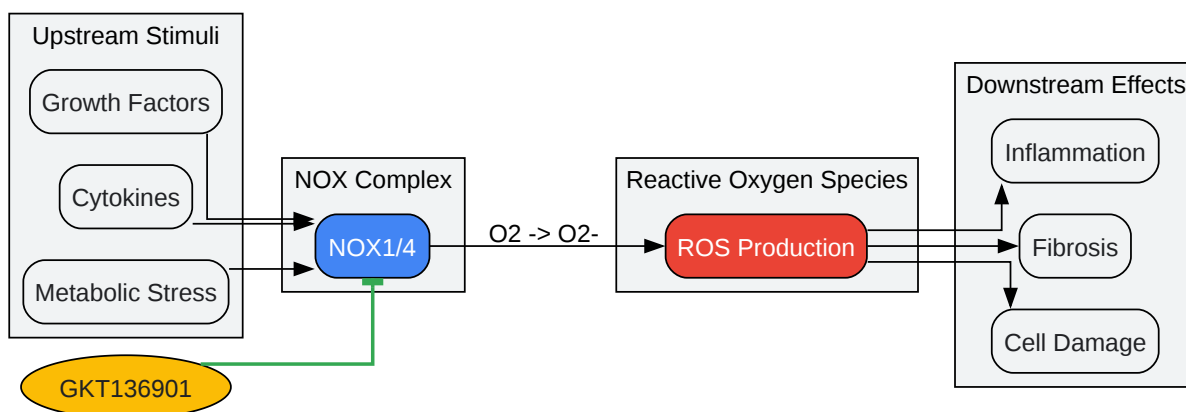 Upstream Stimuli
Growth Factors
Cytokines
Metabolic Stress
GKT136901
NOX Complex
NOX1/4
O2 -> O2-
Reactive Oxygen Species
ROS Production
Downstream Effects
Inflammation
Fibrosis
Cell Damage